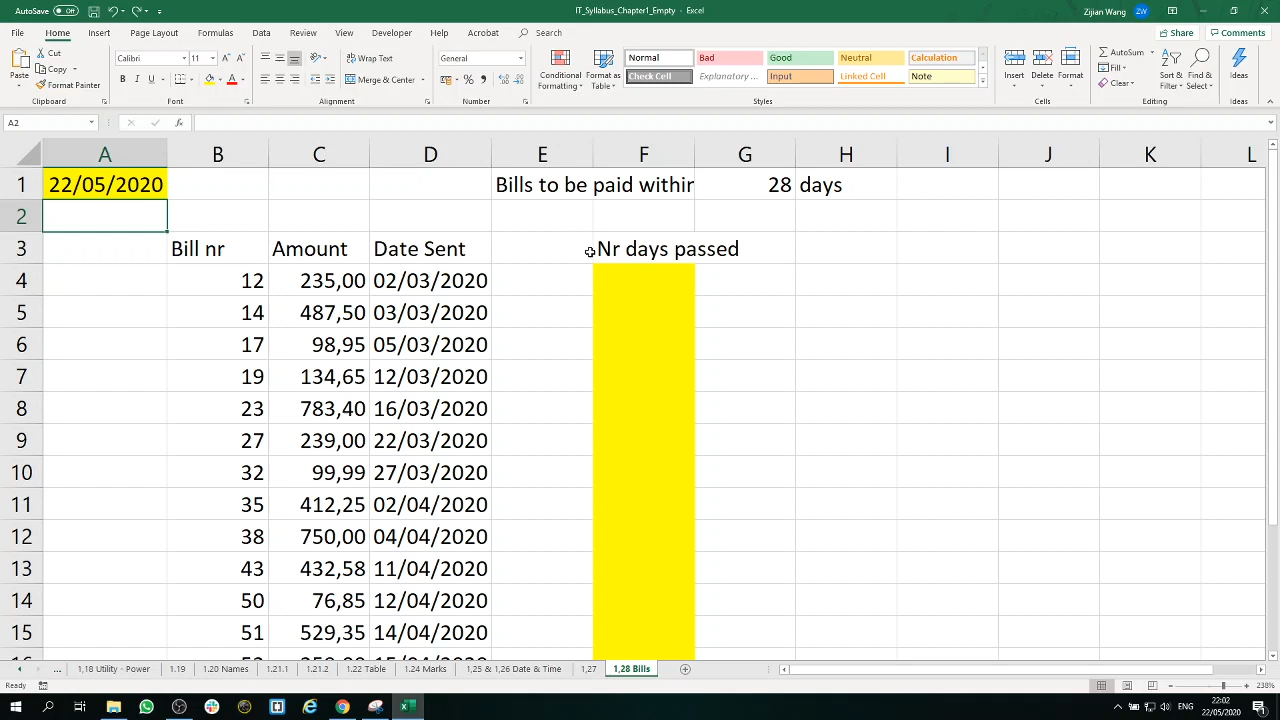 AutoSave Off IT_Syllabus_Chapter1_Empty - Excel Zijian Wang ZW
File Home Insert Page Layout Formulas Data Review View Developer Help Acrobat Search Share Comments
Paste Cut Copy Format Painter Clipboard
Calibri 11 B I U A Font
Wrap Text Merge & Center Alignment
General % Number
Conditional Formatting Format as Table
Normal Bad Good Neutral Calculation
Check Cell Explanatory ... Input Linked Cell Note
Styles
Insert Delete Format Cells
AutoSum Fill Clear Sort & Filter Find & Select Editing
Ideas Ideas
A2 fx
A B C D E F G H I J K L
1 22/05/2020 Bills to be paid withir 28 days
2
3 Bill nr Amount Date Sent Nr days passed
4 12 235,00 02/03/2020
5 14 487,50 03/03/2020
6 17 98,95 05/03/2020
7 19 134,65 12/03/2020
8 23 783,40 16/03/2020
9 27 239,00 22/03/2020
10 32 99,99 27/03/2020
11 35 412,25 02/04/2020
12 38 750,00 04/04/2020
13 43 432,58 11/04/2020
14 50 76,85 12/04/2020
15 51 529,35 14/04/2020
... 1,18 Utility - Power 1.19 1.20 Names 1.21.1 1.21.2 1.22 Table 1.24 Marks 1,25 & 1,26 Date & Time 1,27 1,28 Bills
Ready 238%
ENG 22:02
22/05/2020